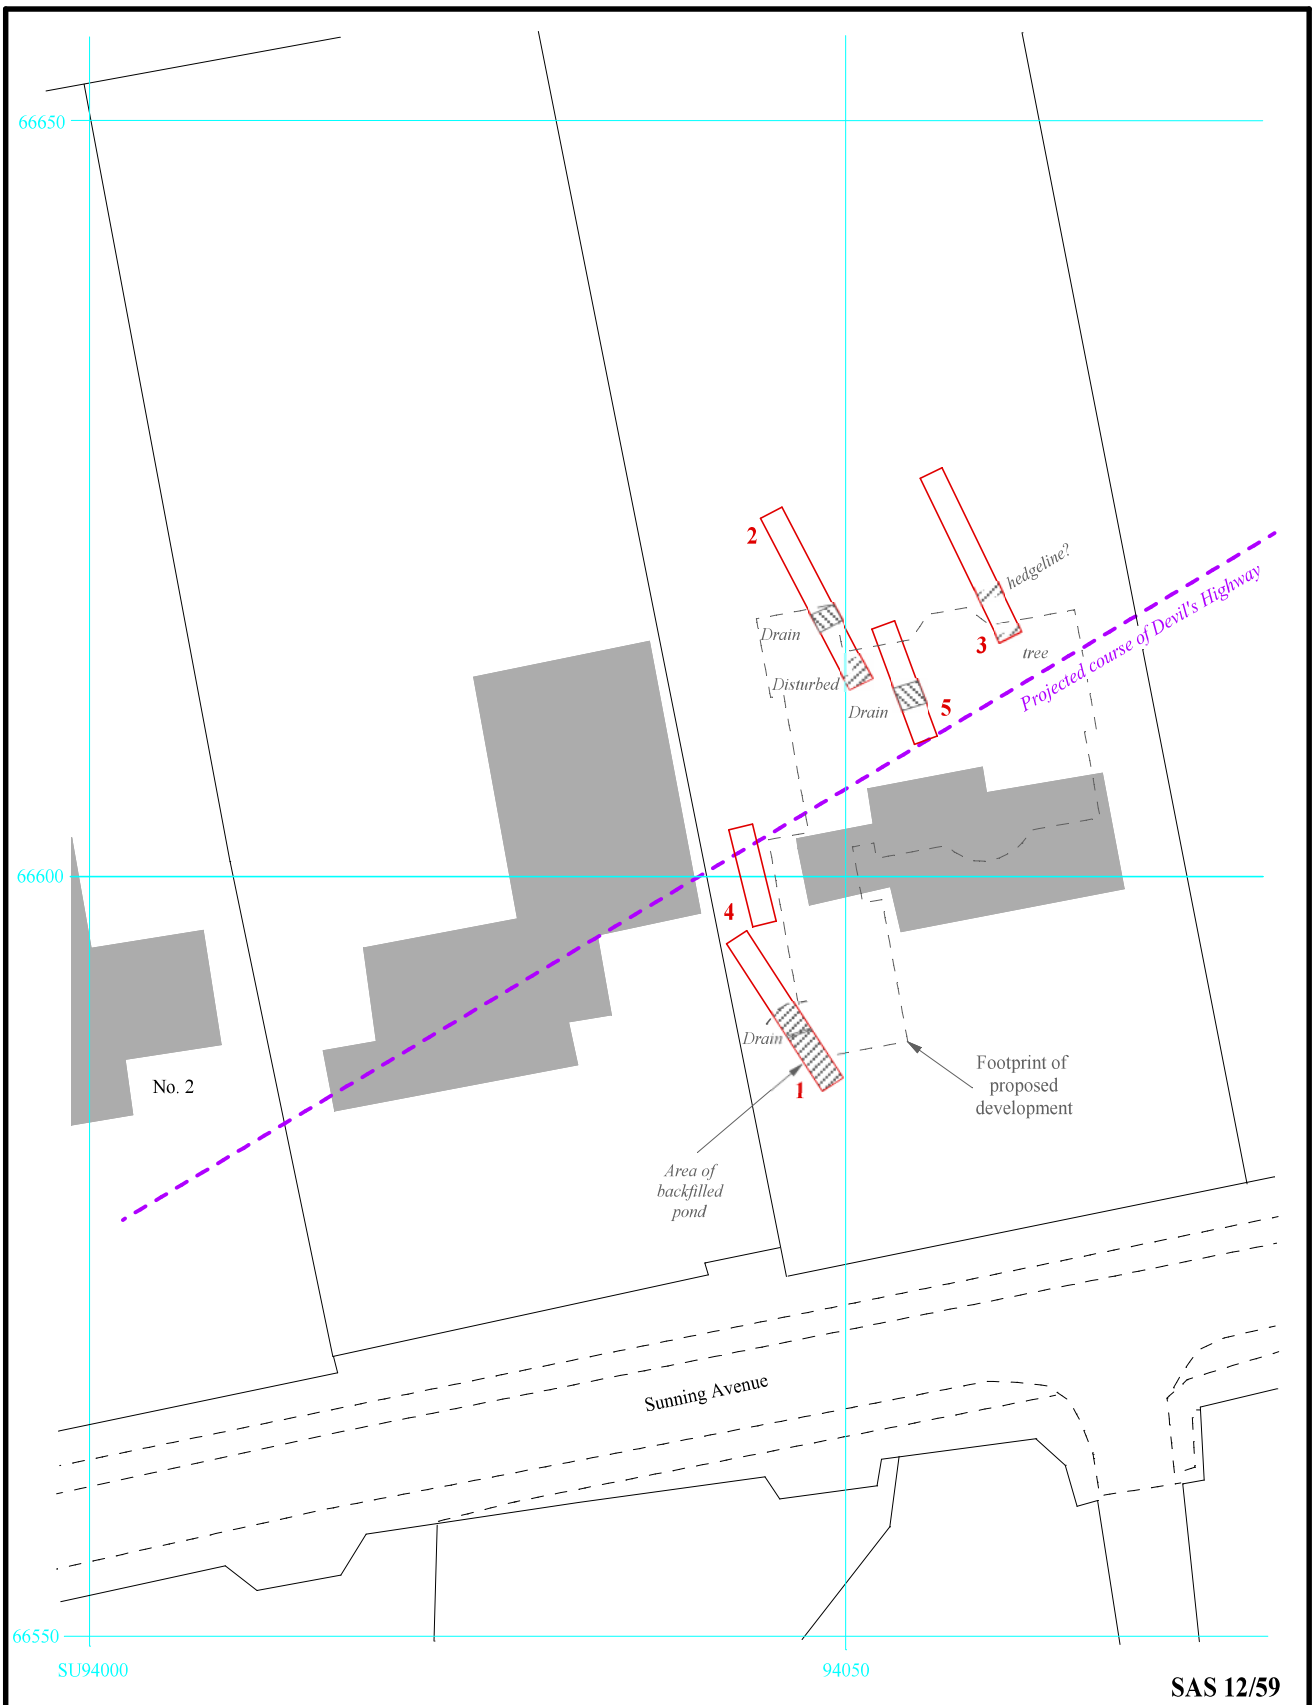 66650
2
hedgeline?
Drain
3
tree
Projected course of Devil's Highway
Disturbed
Drain
5
66600
4
Drain
1
Footprint of
proposed
development
No. 2
Area of
backfilled
pond
Sunning Avenue
66550
SU94000
94050
SAS 12/59